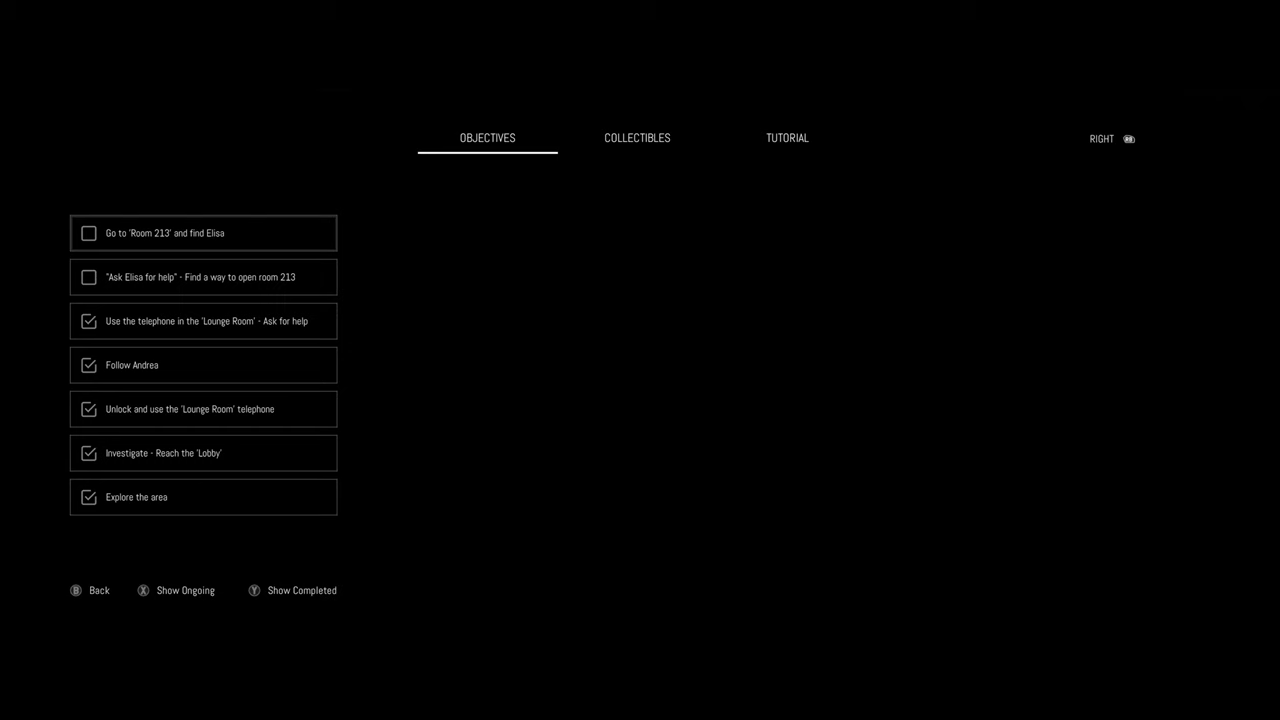 OBJECTIVES
COLLECTIBLES
TUTORIAL
RIGHT
RB
Go to 'Room 213' and find Elisa
"Ask Elisa for help" - Find a way to open room 213
Use the telephone in the 'Lounge Room' - Ask for help
Follow Andrea
Unlock and use the 'Lounge Room' telephone
Investigate - Reach the 'Lobby'
Explore the area
B Back
X Show Ongoing
Y Show Completed